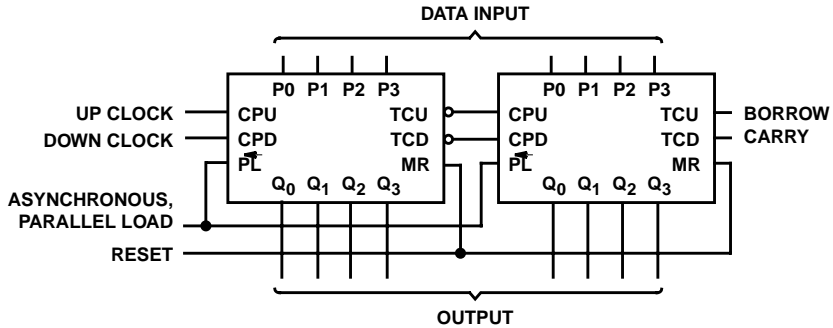 DATA INPUT
P0 P1 P2 P3 P0 P1 P2 P3
UP CLOCK CPU TCU CPU TCU BORROW
DOWN CLOCK CPD TCD CPD TCD CARRY
PL MR PL MR
Q0 Q1 Q2 Q3 Q0 Q1 Q2 Q3
ASYNCHRONOUS,
PARALLEL LOAD
RESET
OUTPUT